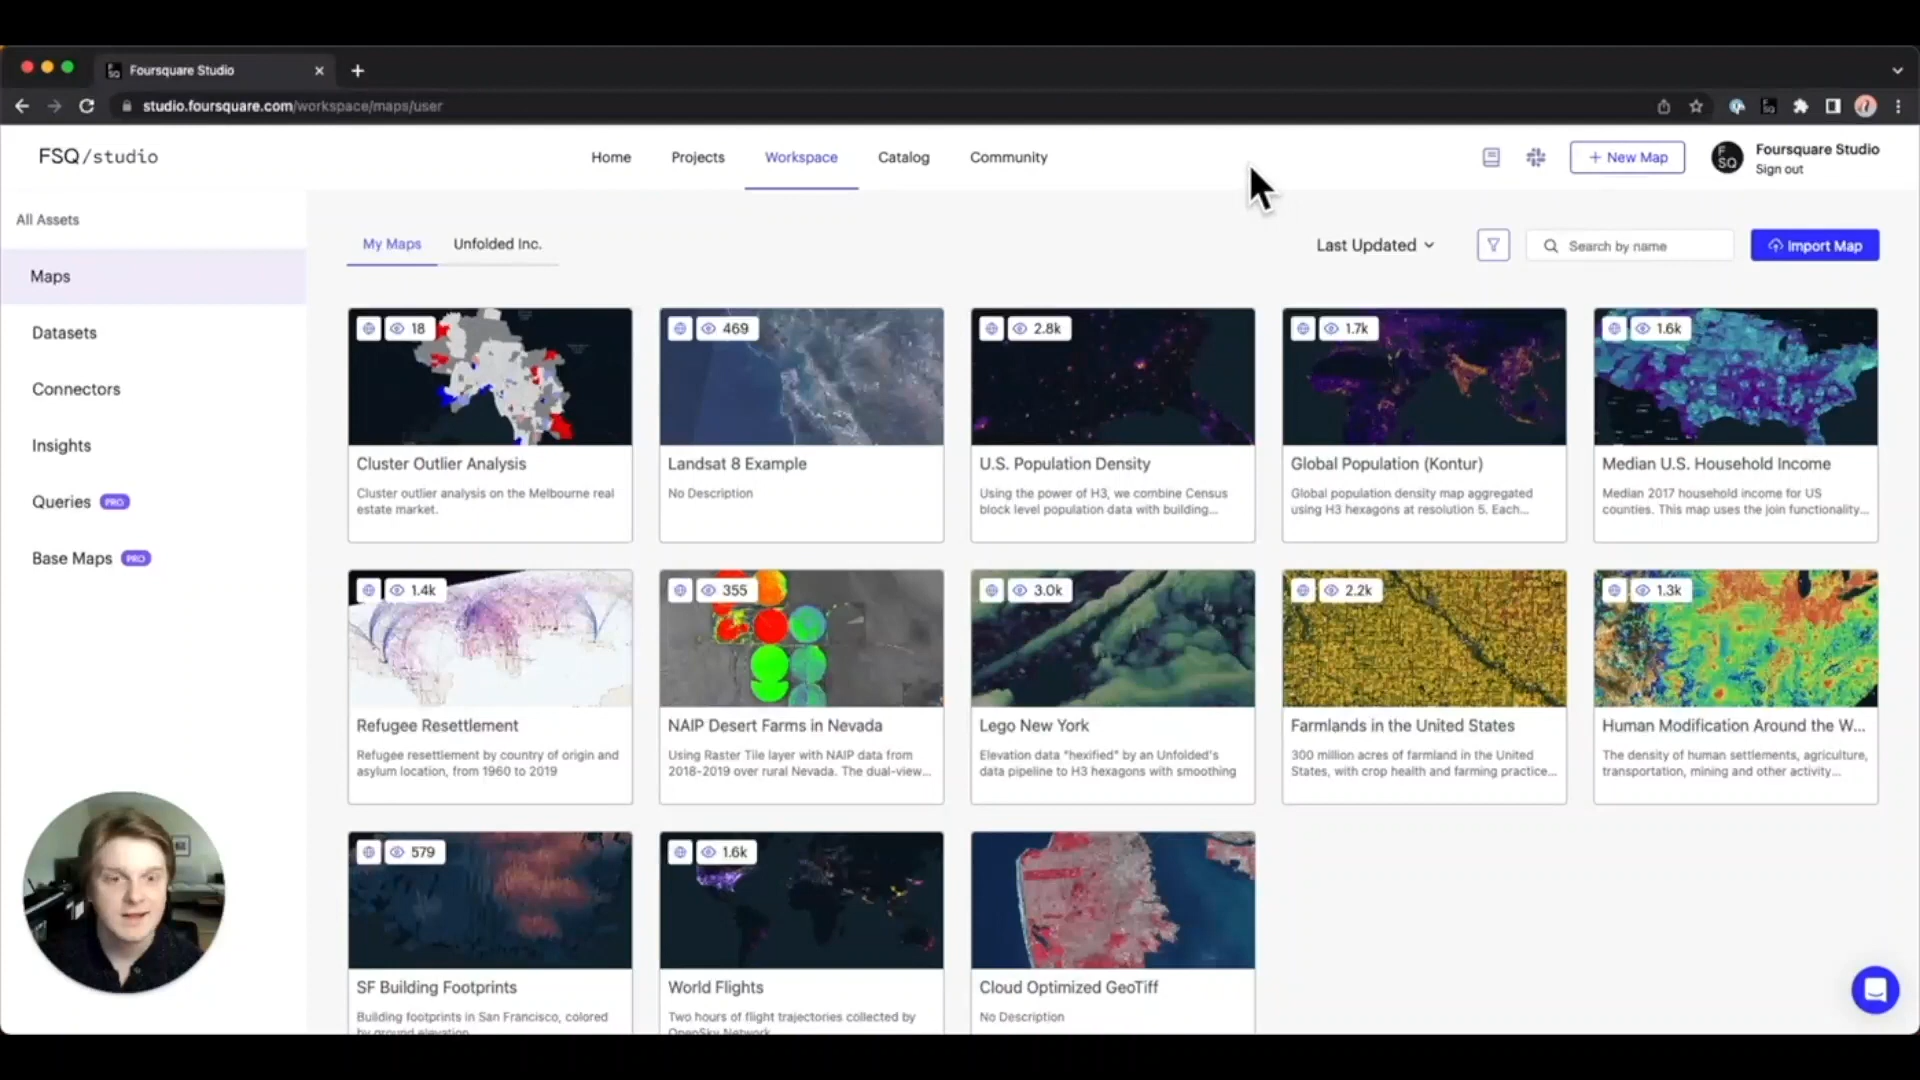 Foursquare Studio
studio.foursquare.com/workspace/maps/user
FSQ/studio
Home
Projects
Workspace
Catalog
Community
+ New Map
FSQ
Foursquare Studio
Sign out
All Assets
Maps
Datasets
Connectors
Insights
Queries PRO
Base Maps PRO
My Maps
Unfolded Inc.
Last Updated
Search by name
Import Map
18
Cluster Outlier Analysis
Cluster outlier analysis on the Melbourne real
estate market.
469
Landsat 8 Example
No Description
2.8k
U.S. Population Density
Using the power of H3, we combine Census
block level population data with building...
1.7k
Global Population (Kontur)
Global population density map aggregated
using H3 hexagons at resolution 5. Each...
1.6k
Median U.S. Household Income
Median 2017 household income for US
counties. This map uses the join functionality...
1.4k
Refugee Resettlement
Refugee resettlement by country of origin and
asylum location, from 1960 to 2019
355
NAIP Desert Farms in Nevada
Using Raster Tile layer with NAIP data from
2018-2019 over rural Nevada. The dual-view...
3.0k
Lego New York
Elevation data "hexified" by an Unfolded's
data pipeline to H3 hexagons with smoothing
2.2k
Farmlands in the United States
300 million acres of farmland in the United
States, with crop health and farming practice...
1.3k
Human Modification Around the W...
The density of human settlements, agriculture,
transportation, mining and other activity...
579
SF Building Footprints
Building footprints in San Francisco, colored
by ground elevation
1.6k
World Flights
Two hours of flight trajectories collected by
OpenSky Network
Cloud Optimized GeoTiff
No Description